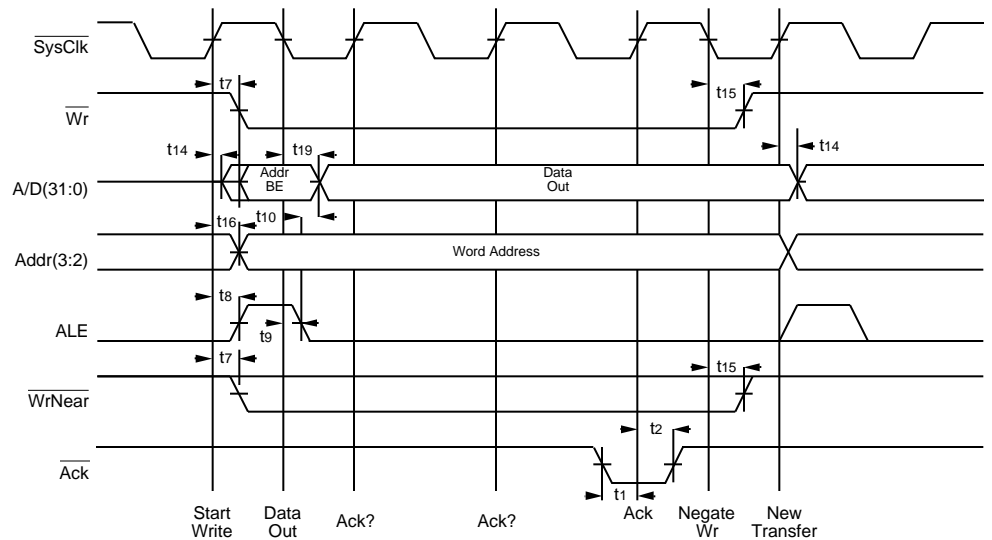 SysClk
t7
t15
Wr
t14
t19
t14
Addr
BE
Data
Out
A/D(31:0)
t16
t10
Addr(3:2)
Word Address
t8
ALE
t9
t7
t15
WrNear
t2
Ack
t1
Start
Write
Data
Out
Ack?
Ack?
Ack
Negate
Wr
New
Transfer